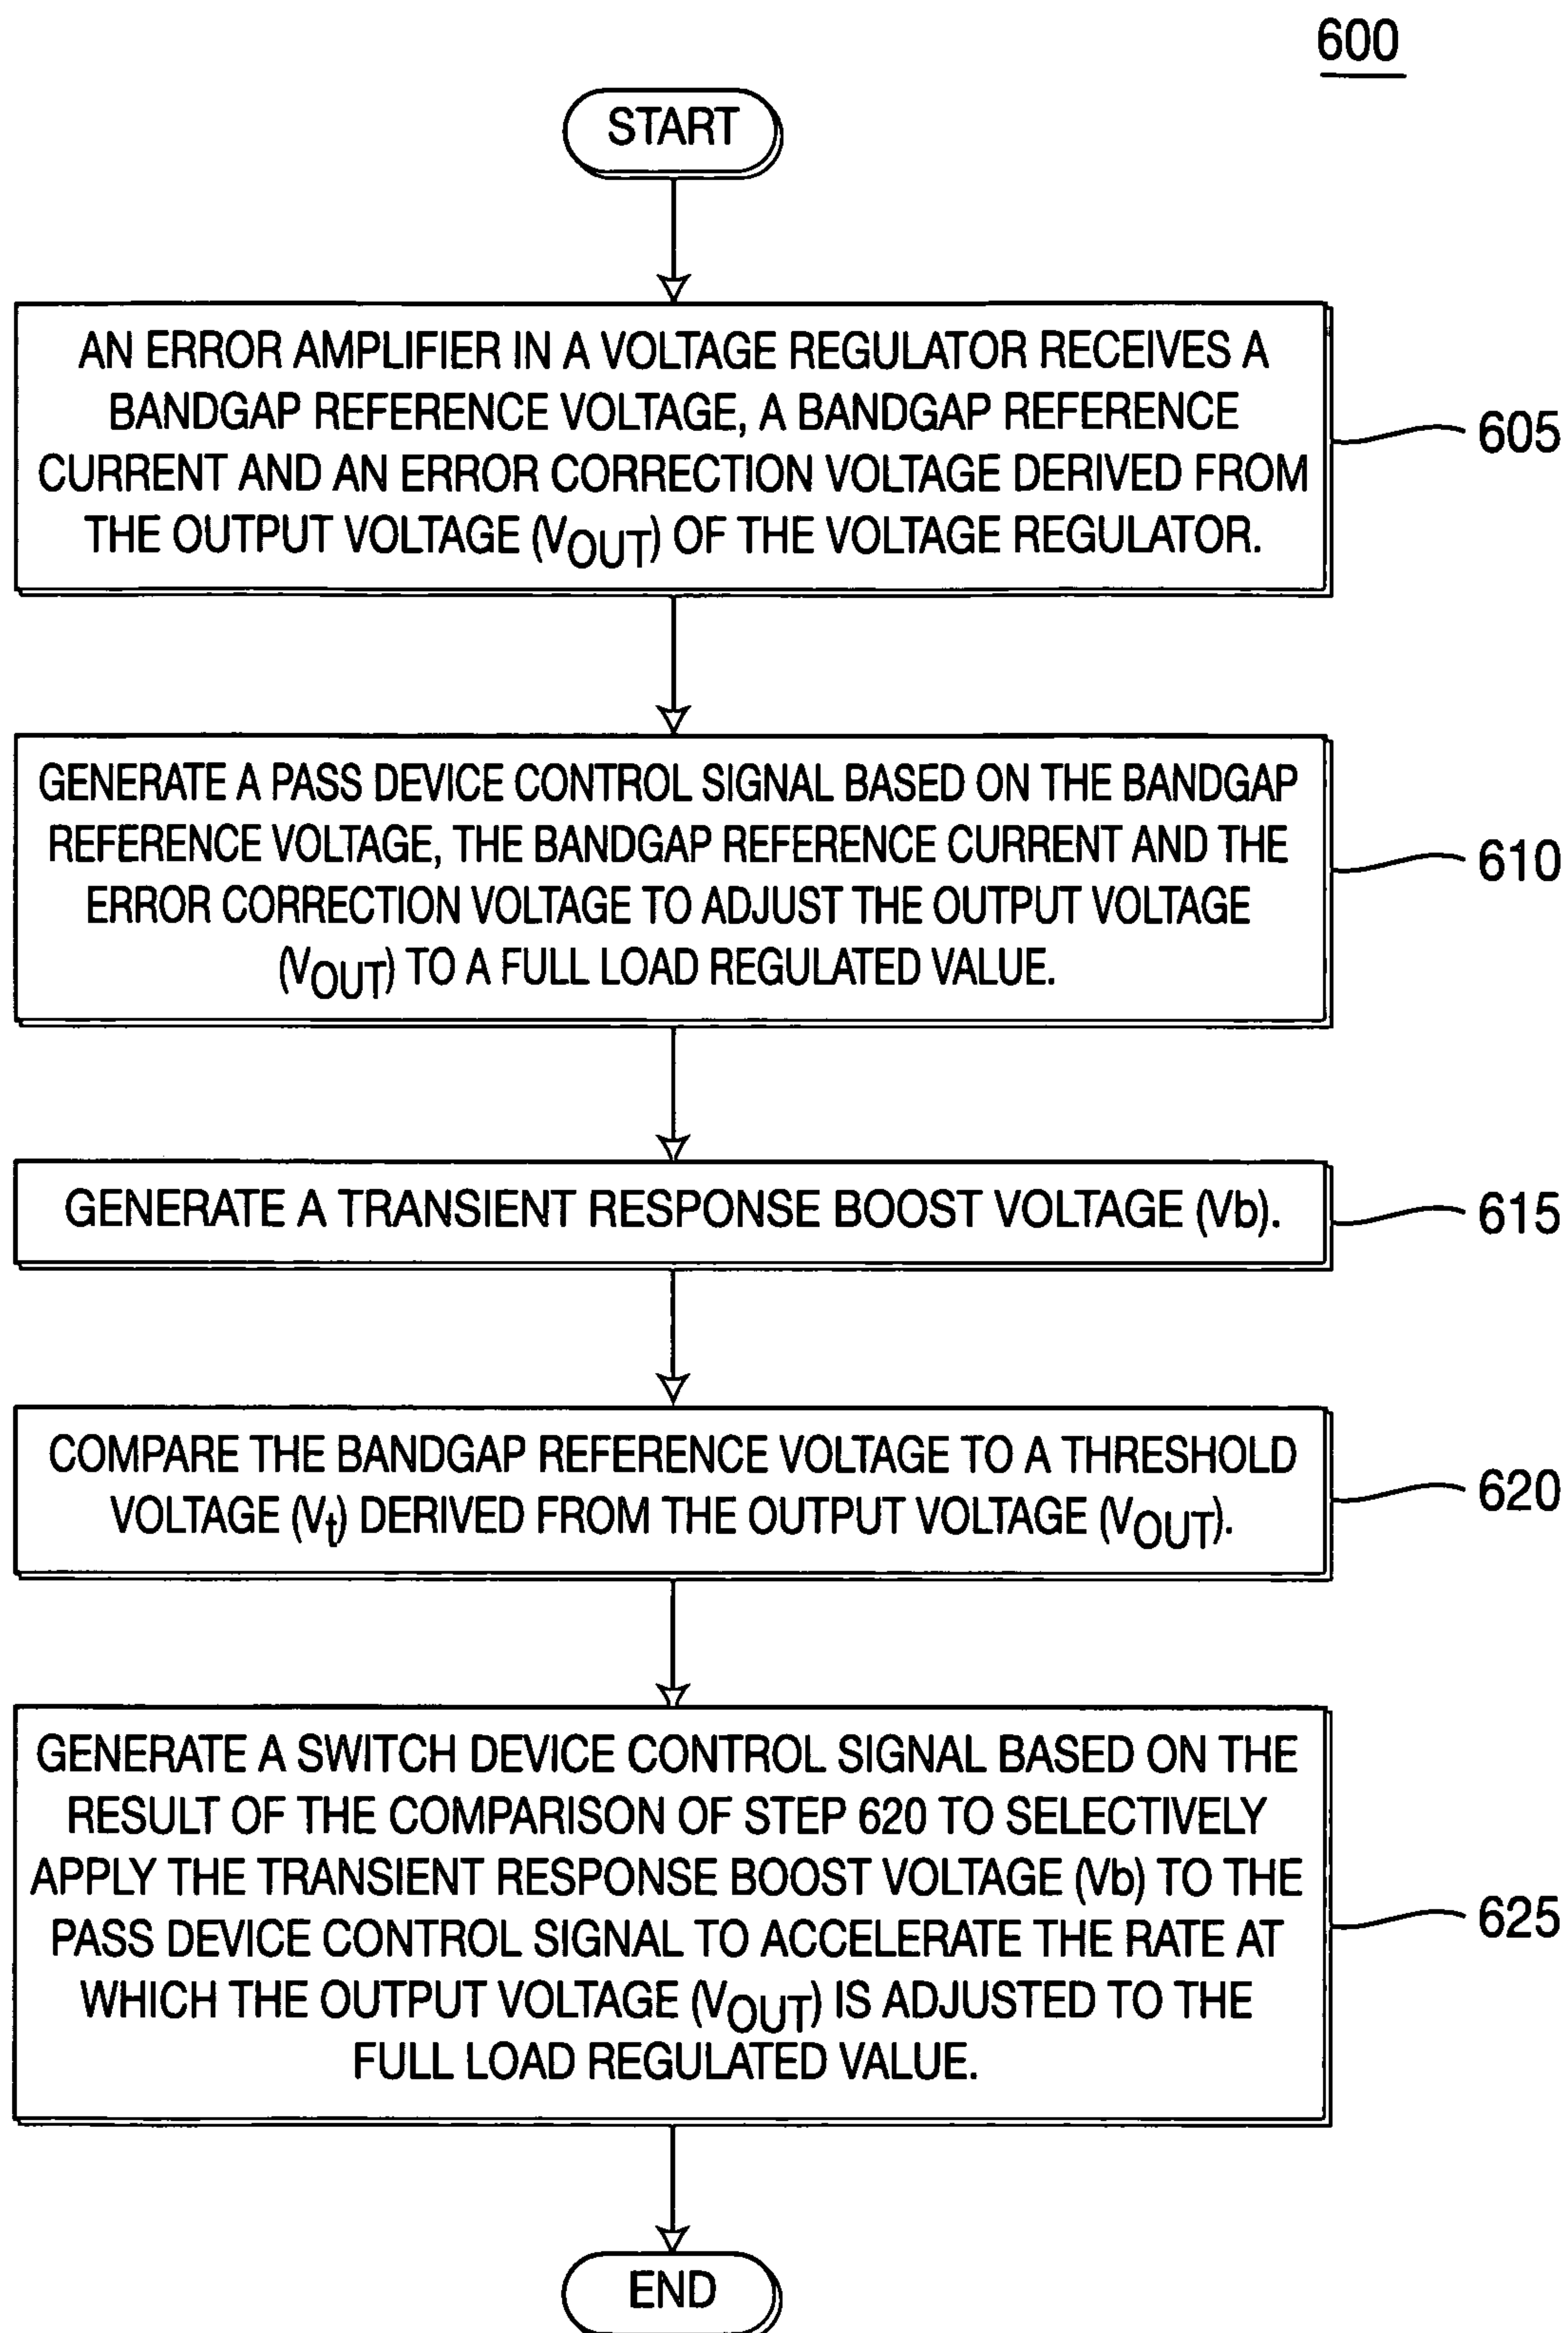 600
START
AN ERROR AMPLIFIER IN A VOLTAGE REGULATOR RECEIVES A
BANDGAP REFERENCE VOLTAGE, A BANDGAP REFERENCE
CURRENT AND AN ERROR CORRECTION VOLTAGE DERIVED FROM
THE OUTPUT VOLTAGE (VOUT) OF THE VOLTAGE REGULATOR.
605
GENERATE A PASS DEVICE CONTROL SIGNAL BASED ON THE BANDGAP
REFERENCE VOLTAGE, THE BANDGAP REFERENCE CURRENT AND THE
ERROR CORRECTION VOLTAGE TO ADJUST THE OUTPUT VOLTAGE
(VOUT) TO A FULL LOAD REGULATED VALUE.
610
GENERATE A TRANSIENT RESPONSE BOOST VOLTAGE (Vb).
615
COMPARE THE BANDGAP REFERENCE VOLTAGE TO A THRESHOLD
VOLTAGE (Vt) DERIVED FROM THE OUTPUT VOLTAGE (VOUT).
620
GENERATE A SWITCH DEVICE CONTROL SIGNAL BASED ON THE
RESULT OF THE COMPARISON OF STEP 620 TO SELECTIVELY
APPLY THE TRANSIENT RESPONSE BOOST VOLTAGE (Vb) TO THE
PASS DEVICE CONTROL SIGNAL TO ACCELERATE THE RATE AT
WHICH THE OUTPUT VOLTAGE (VOUT) IS ADJUSTED TO THE
FULL LOAD REGULATED VALUE.
625
END